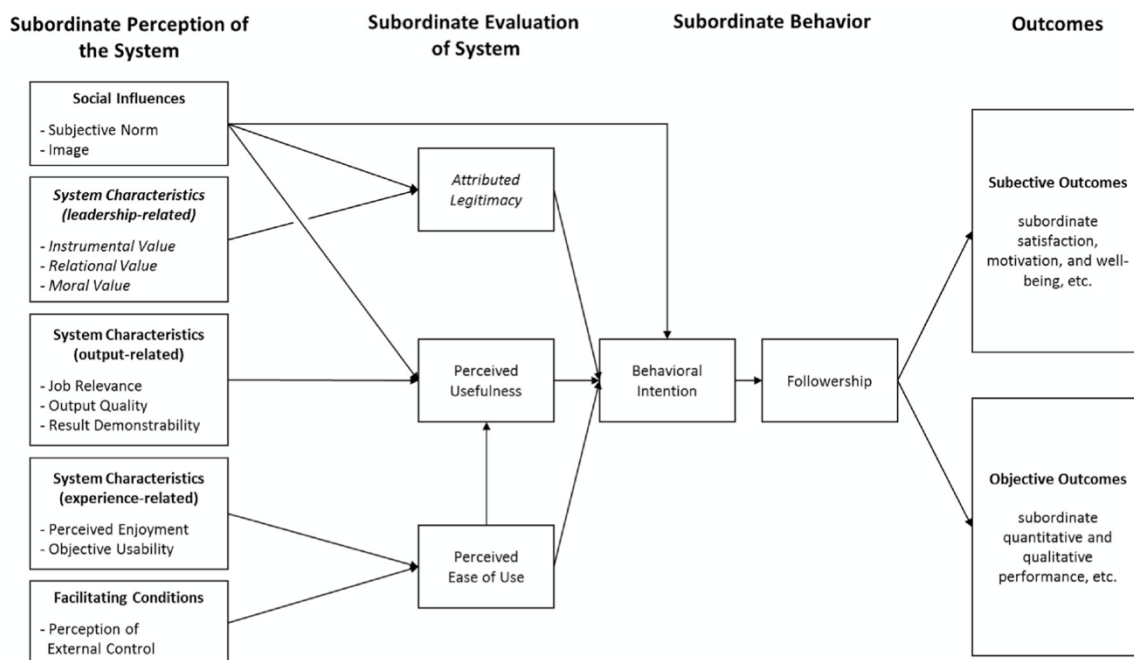 Subordinate Perception of
the System
Subordinate Evaluation
of System
Subordinate Behavior
Outcomes
Social Influences
- Subjective Norm
- Image
System Characteristics
(leadership-related)
- Instrumental Value
- Relational Value
- Moral Value
System Characteristics
(output-related)
- Job Relevance
- Output Quality
- Result Demonstrability
System Characteristics
(experience-related)
- Perceived Enjoyment
- Objective Usability
Facilitating Conditions
- Perception of
External Control
Attributed
Legitimacy
Perceived
Usefulness
Perceived
Ease of Use
Behavioral
Intention
Followership
Subective Outcomes
subordinate
satisfaction,
motivation, and well-
being, etc.
Objective Outcomes
subordinate
quantitative and
qualitative
performance, etc.